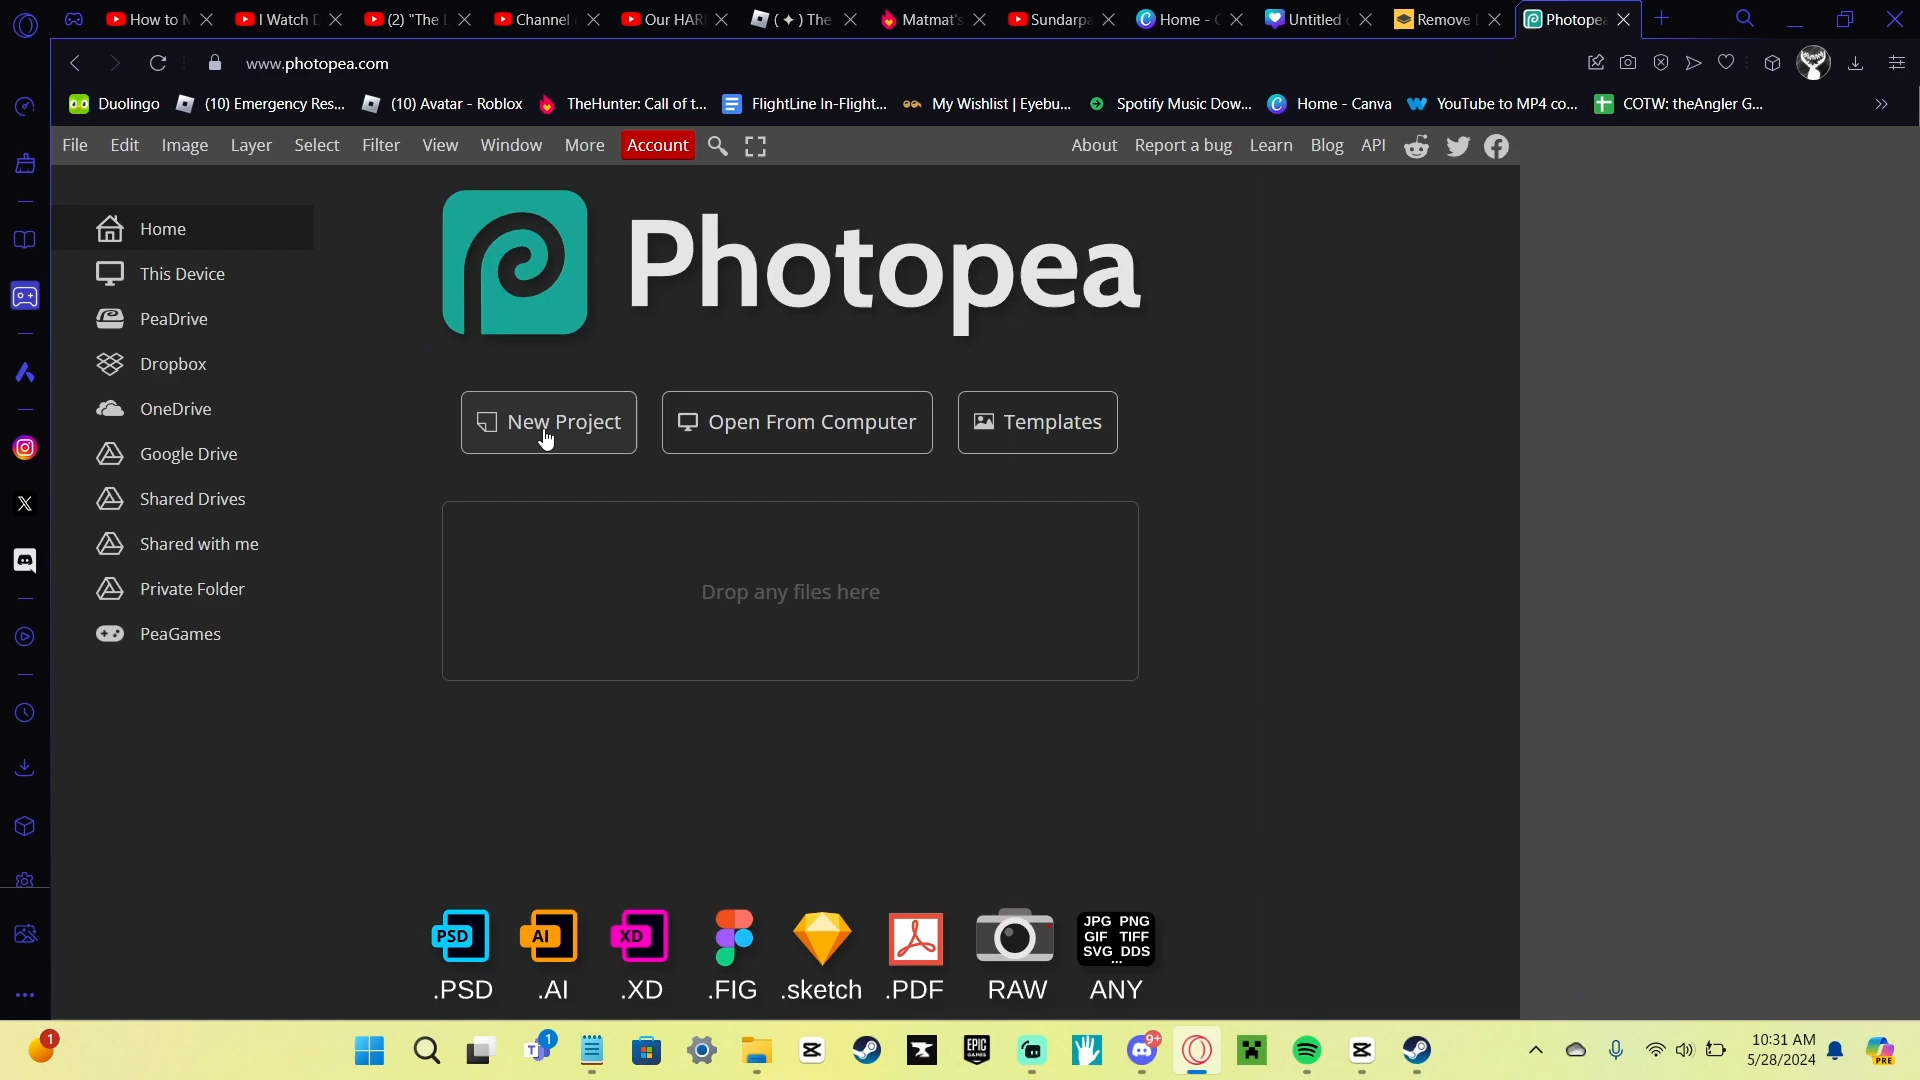 How to M
I Watch D
(2) "The L
Channel
Our HAR
( ✦ ) The
Matmat's
Sundarpa
Home -
Untitled
Remove
Photopea
www.photopea.com
Duolingo
(10) Emergency Res...
(10) Avatar - Roblox
TheHunter: Call of t...
FlightLine In-Flight...
My Wishlist | Eyebu...
Spotify Music Dow...
Home - Canva
YouTube to MP4 co...
COTW: theAngler G...
File Edit Image Layer Select Filter View Window More Account
About Report a bug Learn Blog API
Home
This Device
PeaDrive
Dropbox
OneDrive
Google Drive
Shared Drives
Shared with me
Private Folder
PeaGames
Photopea
New Project
Open From Computer
Templates
Drop any files here
PSD
AI
XD
JPG PNG
GIF TIFF
SVG DDS
...
.PSD
.AI
.XD
.FIG
.sketch
.PDF
RAW
ANY
1
1
EPIC
GAMES
9+
10:31 AM
5/28/2024
PRE